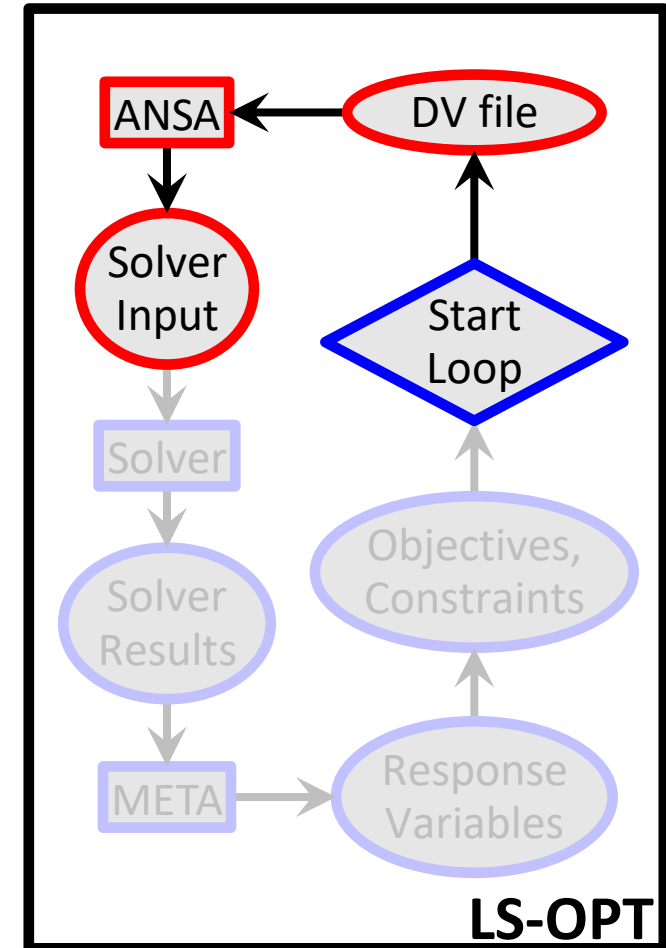 ANSA
DV file
Solver
Input
Start
Loop
Solver
Objectives,
Constraints
Solver
Results
META
Response
Variables
LS-OPT